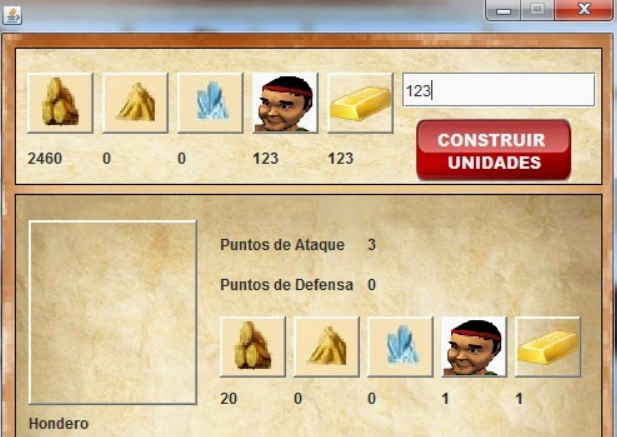 123
CONSTRUIR
UNIDADES
2460 0 0 123 123
Puntos de Ataque 3
Puntos de Defensa 0
20 0 0 1 1
Hondero